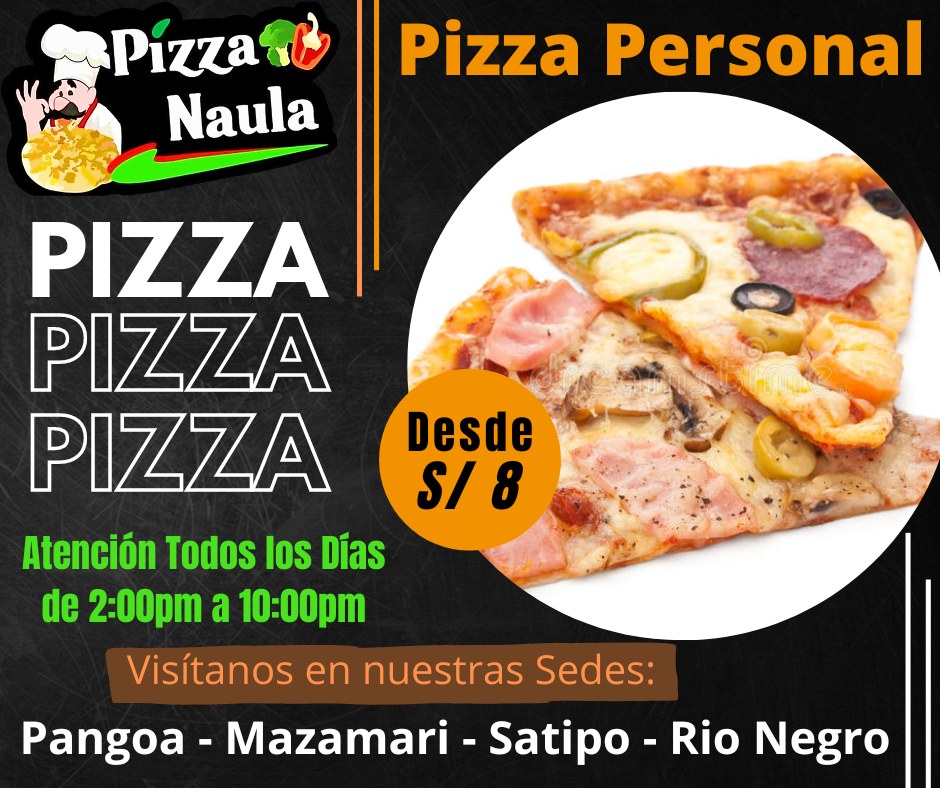 Pizza
Naula
Pizza Personal
PIZZA
PIZZA
PIZZA
Desde
S/ 8
Atención Todos los Días
de 2:00pm a 10:00pm
Visítanos en nuestras Sedes:
Pangoa - Mazamari - Satipo - Rio Negro